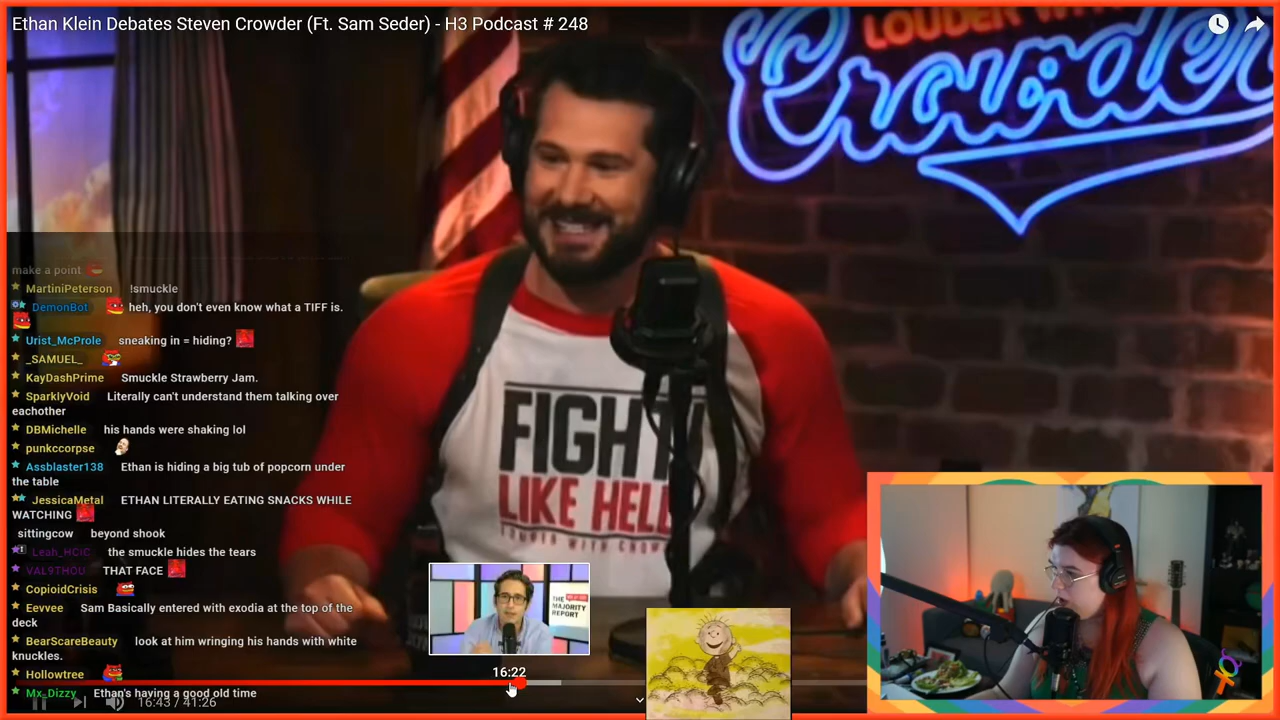 Ethan Klein Debates Steven Crowder (Ft. Sam Seder) - H3 Podcast # 248
LOUDER WITH
Crowder
make a point
MartiniPeterson !smuckle
DemonBot heh, you don't even know what a TIFF is.
Urist_McProle sneaking in = hiding?
_SAMUEL_
KayDashPrime Smuckle Strawberry Jam.
SparklyVoid Literally can't understand them talking over
eachother
DBMichelle his hands were shaking lol
punkccorpse
Assblaster138 Ethan is hiding a big tub of popcorn under
the table
JessicaMetal ETHAN LITERALLY EATING SNACKS WHILE
WATCHING
sittingcow beyond shook
Leah_HCIC the smuckle hides the tears
VAL9THOU THAT FACE
CopioidCrisis
Eevvee Sam Basically entered with exodia at the top of the
deck
BearScareBeauty look at him wringing his hands with white
knuckles.
Hollowtree
Mx_Dizzy Ethan's having a good old time
FIGHT
LIKE HELL
LOUDER WITH CROW
THE
MAJORITY
REPORT
16:22
16:43 / 41:26